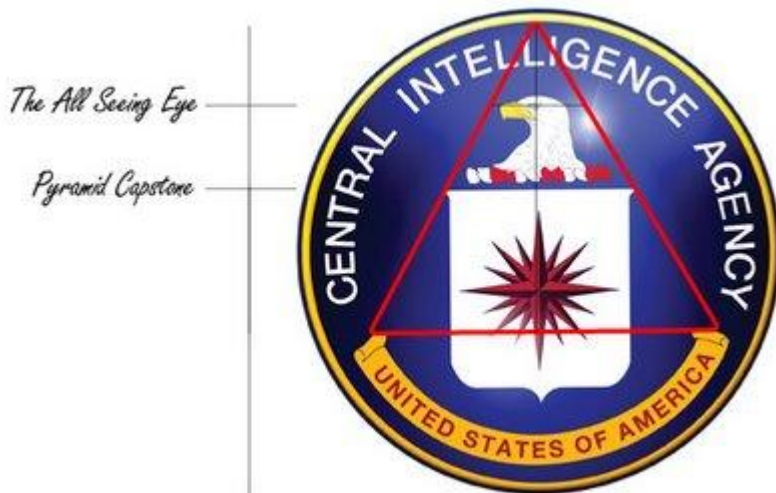 The All Seeing Eye
Pyramid Capstone
CENTRAL INTELLIGENCE AGENCY
UNITED STATES OF AMERICA